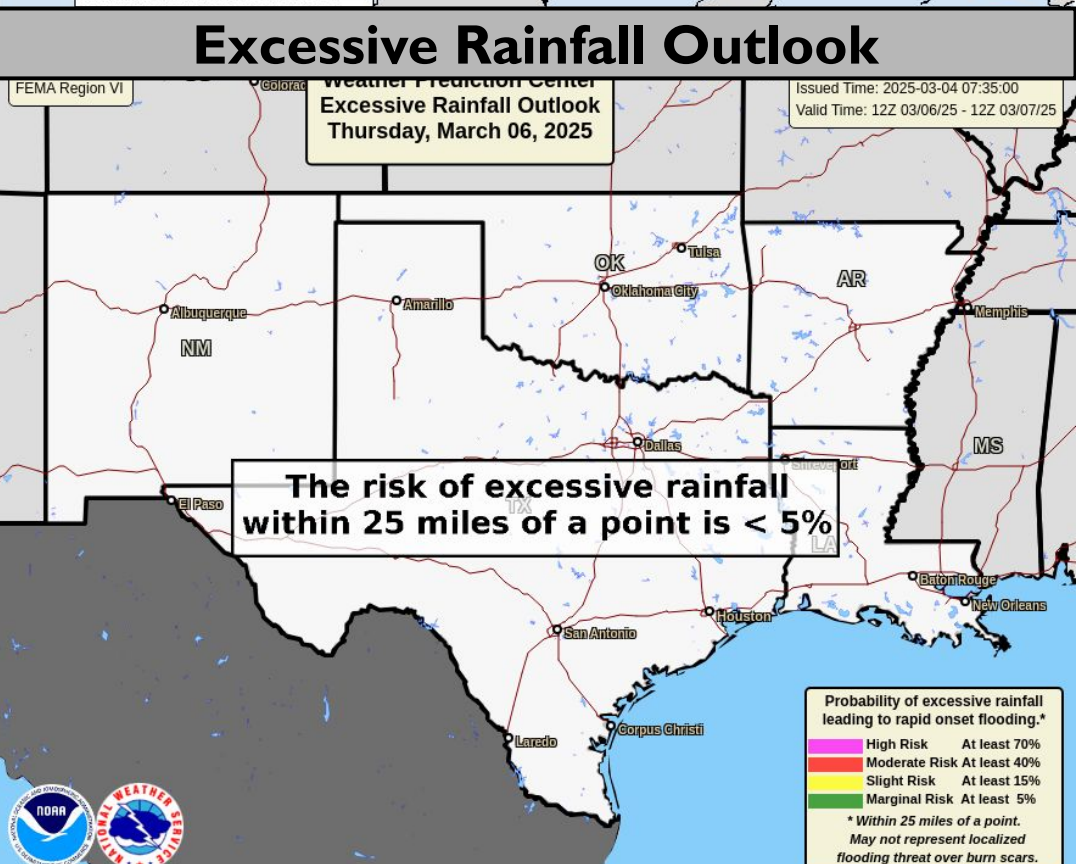 Excessive Rainfall Outlook
FEMA Region VI
Weather Prediction Center
Excessive Rainfall Outlook
Thursday, March 06, 2025
Issued Time: 2025-03-04 07:35:00
Valid Time: 12Z 03/06/25 - 12Z 03/07/25
Colorad
Tulsa
OK
Oklahoma City
AR
Amarillo
Albuquerque
Memphis
NM
Dallas
MS
Shreveport
The risk of excessive rainfall
within 25 miles of a point is < 5%
El Paso
TX
LA
Baton Rouge
New Orleans
Houston
San Antonio
Corpus Christi
Laredo
Probability of excessive rainfall
leading to rapid onset flooding.*
High Risk At least 70%
Moderate Risk At least 40%
Slight Risk At least 15%
Marginal Risk At least 5%
* Within 25 miles of a point.
May not represent localized
flooding threat over burn scars.
NOAA
NATIONAL WEATHER SERVICE